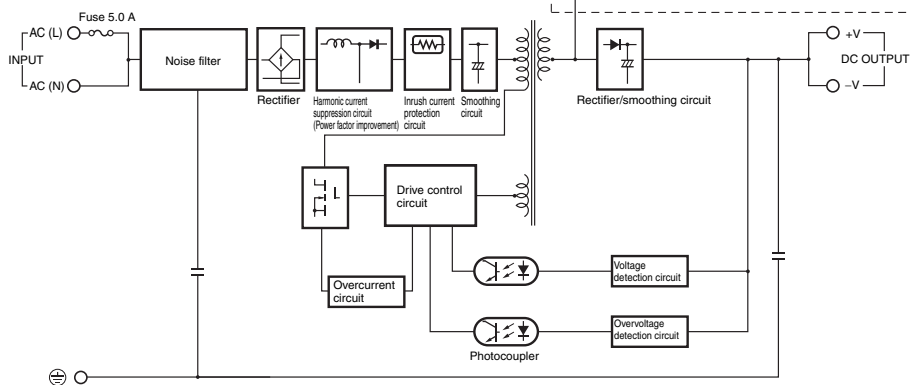 Fuse 5.0 A
AC (L)
INPUT
AC (N)
Noise filter
Rectifier
Harmonic current
suppression circuit
(Power factor improvement)
Inrush current
protection
circuit
Smoothing
circuit
Rectifier/smoothing circuit
+V
DC OUTPUT
−V
Drive control
circuit
Overcurrent
circuit
Voltage
detection circuit
Overvoltage
detection circuit
Photocoupler